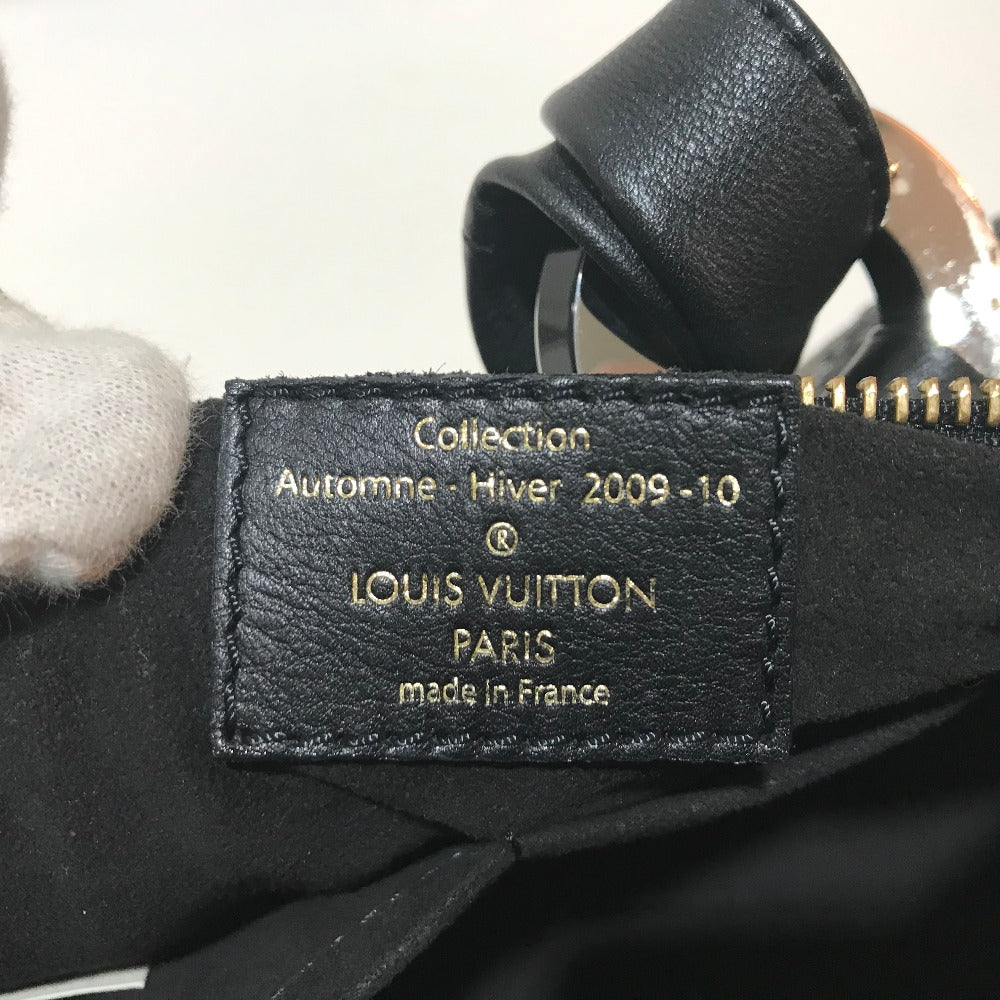 Collection
Automne - Hiver 2009 -10
®
LOUIS VUITTON
PARIS
made in France